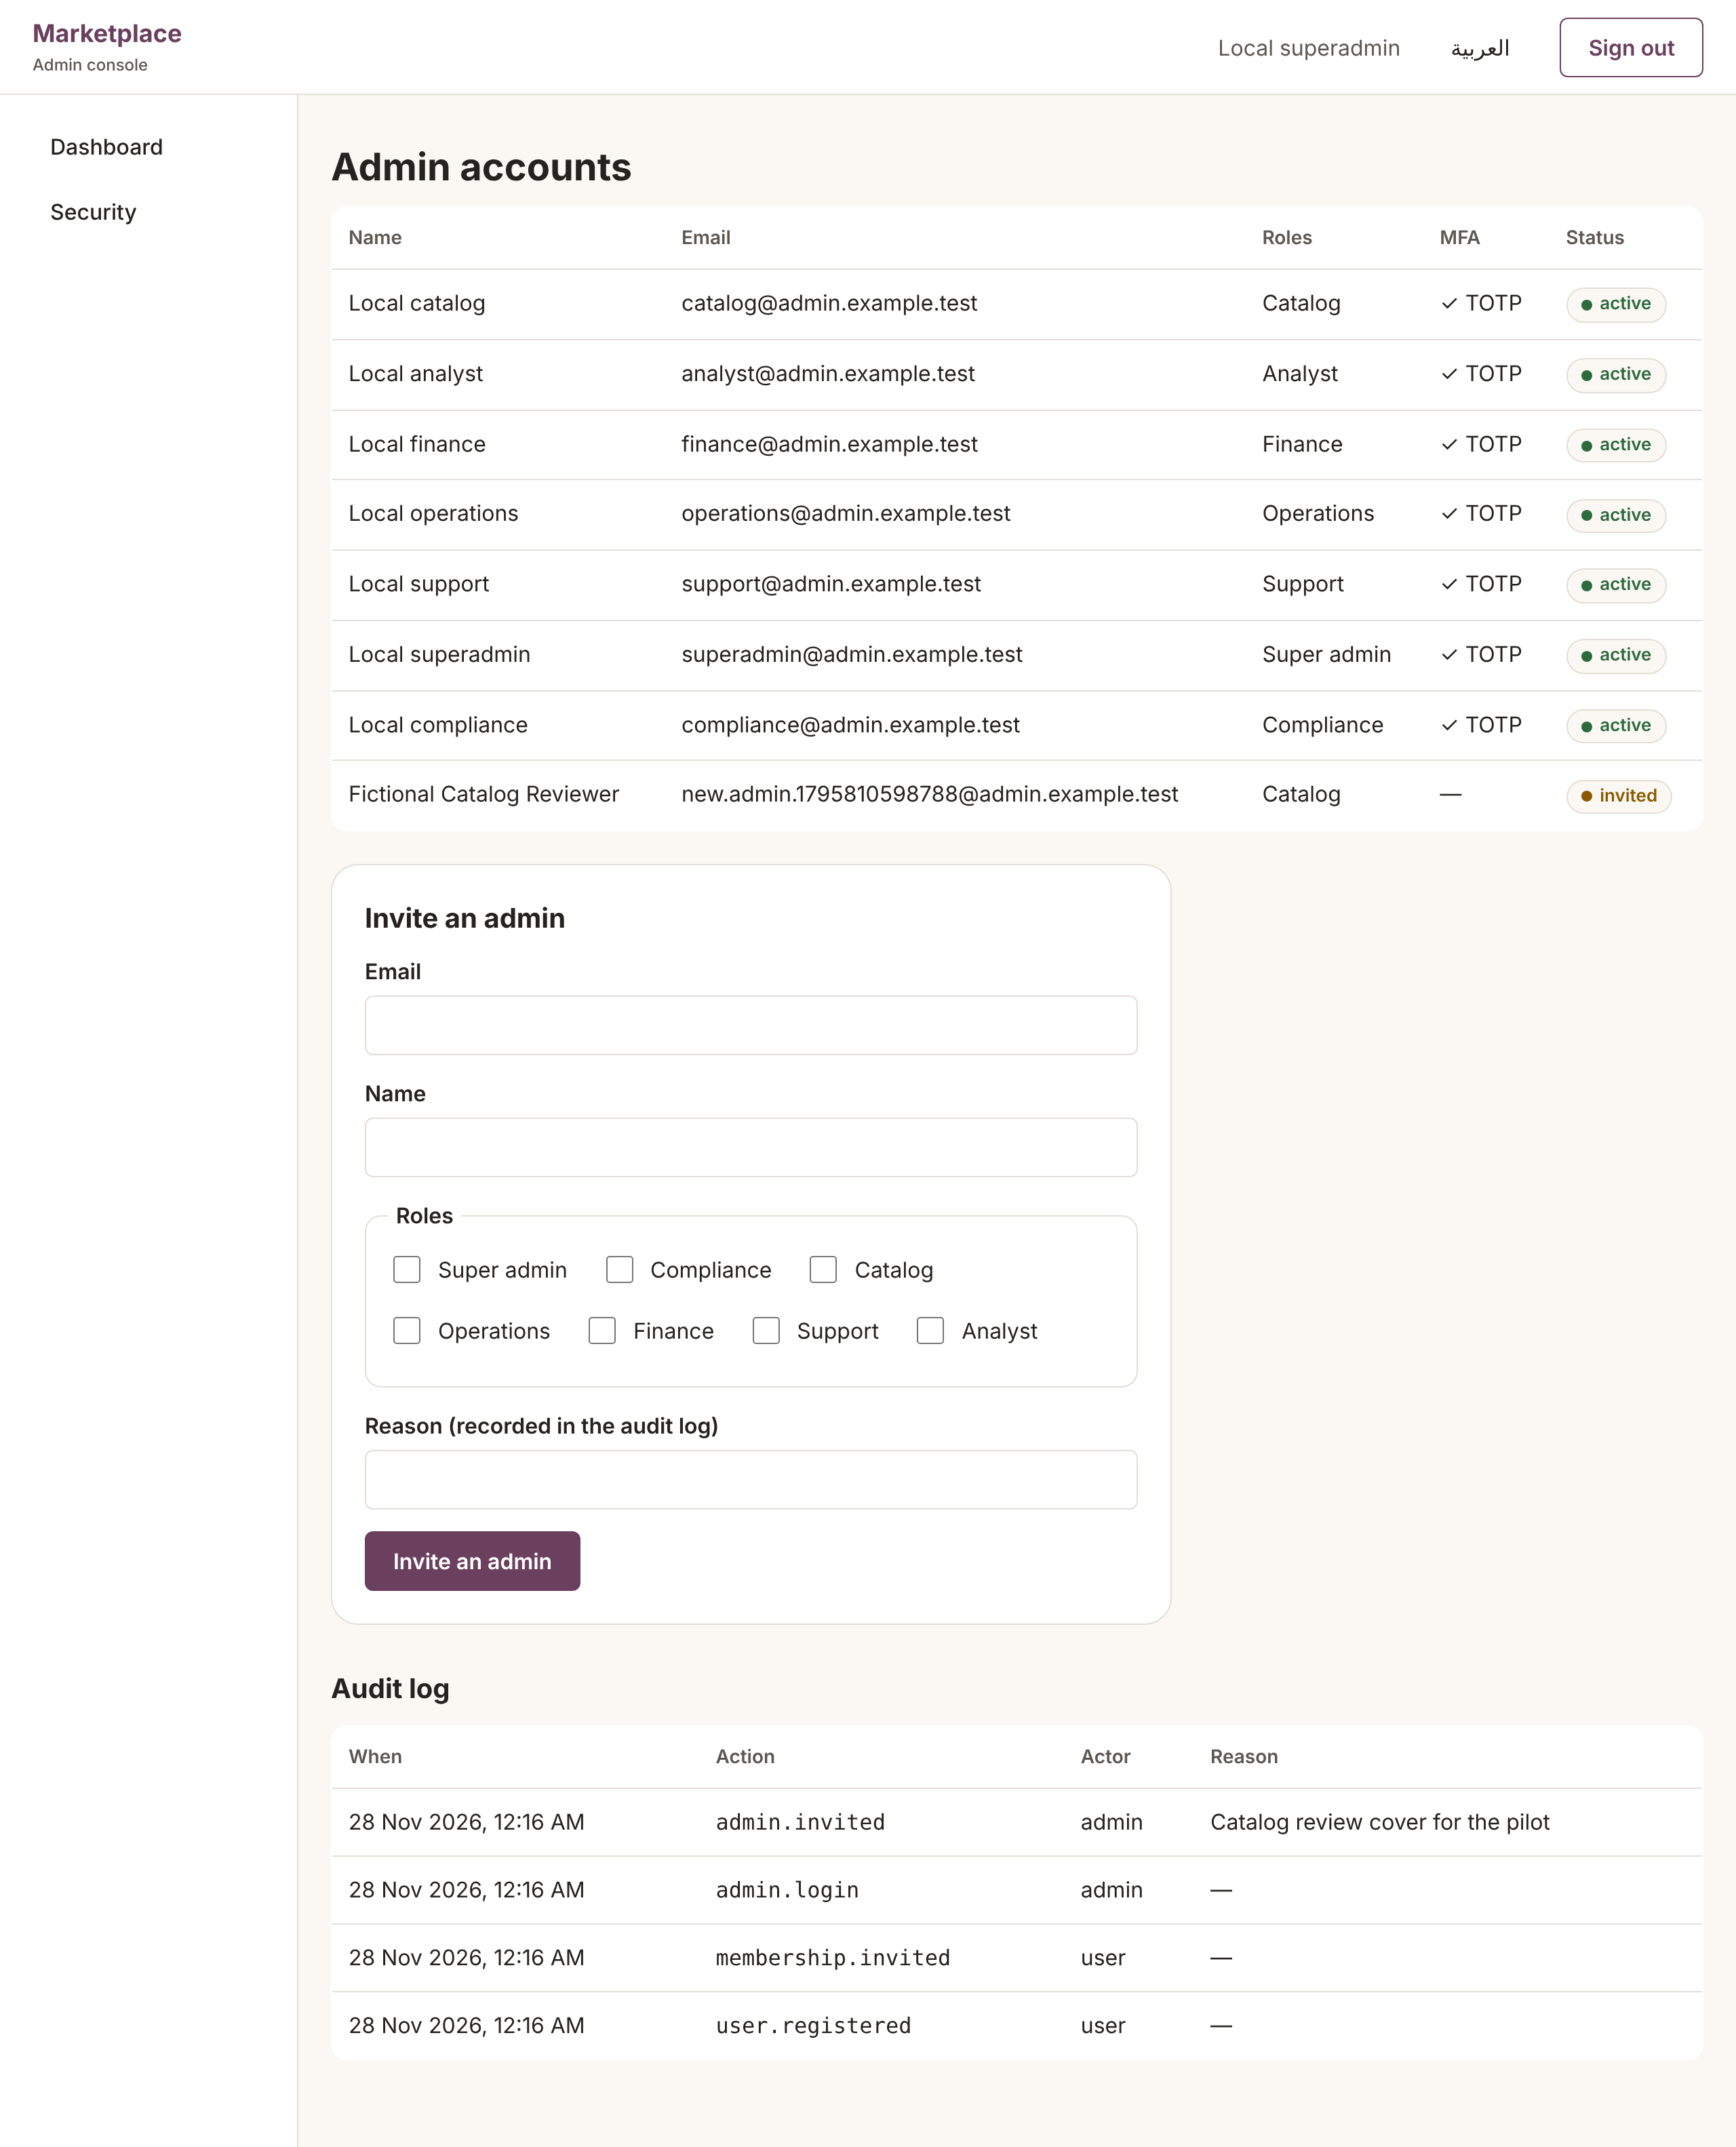 Marketplace
Admin console
Local superadmin العربية Sign out
Dashboard
Security
Admin accounts
Name Email Roles MFA Status
Local catalog catalog@admin.example.test Catalog ✓ TOTP active
Local analyst analyst@admin.example.test Analyst ✓ TOTP active
Local finance finance@admin.example.test Finance ✓ TOTP active
Local operations operations@admin.example.test Operations ✓ TOTP active
Local support support@admin.example.test Support ✓ TOTP active
Local superadmin superadmin@admin.example.test Super admin ✓ TOTP active
Local compliance compliance@admin.example.test Compliance ✓ TOTP active
Fictional Catalog Reviewer new.admin.1795810598788@admin.example.test Catalog — invited
Invite an admin
Email
Name
Roles
Super admin Compliance Catalog
Operations Finance Support Analyst
Reason (recorded in the audit log)
Invite an admin
Audit log
When Action Actor Reason
28 Nov 2026, 12:16 AM admin.invited admin Catalog review cover for the pilot
28 Nov 2026, 12:16 AM admin.login admin —
28 Nov 2026, 12:16 AM membership.invited user —
28 Nov 2026, 12:16 AM user.registered user —